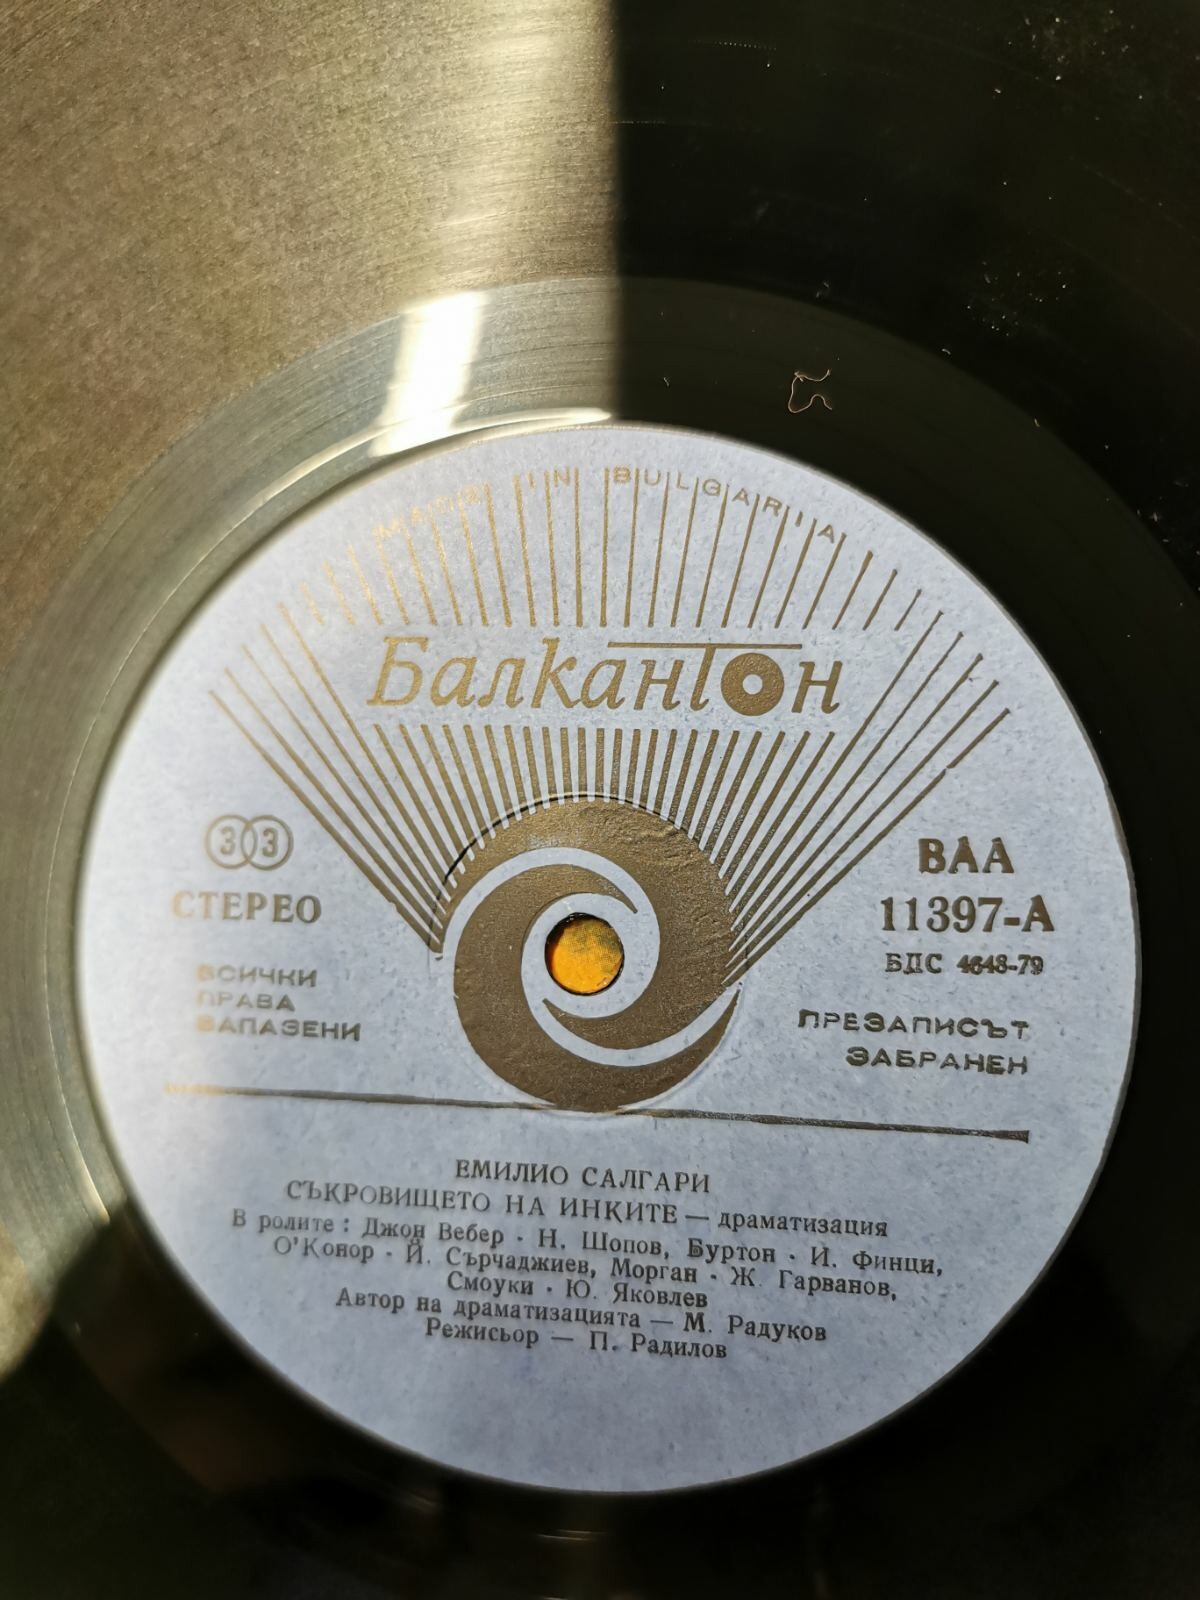 MADE IN BULGARIA
Балкантон
33
СТЕРЕО
ВСИЧКИ
ПРАВА
ЗАПАЗЕНИ
ВАА
11397-А
БДС 4648-79
ПРЕЗАПИСЪТ
ЗАБРАНЕН
ЕМИЛИО САЛГАРИ
СЪКРОВИЩЕТО НА ИНКИТЕ — драматизация
В ролите : Джон Вебер · Н. Шопов, Буртон · И. Финци,
О'Конор · Й. Сърчаджиев, Морган · Ж. Гарванов,
Смоуки · Ю. Яковлев
Автор на драматизацията — М. Радуков
Режисьор — П. Радилов